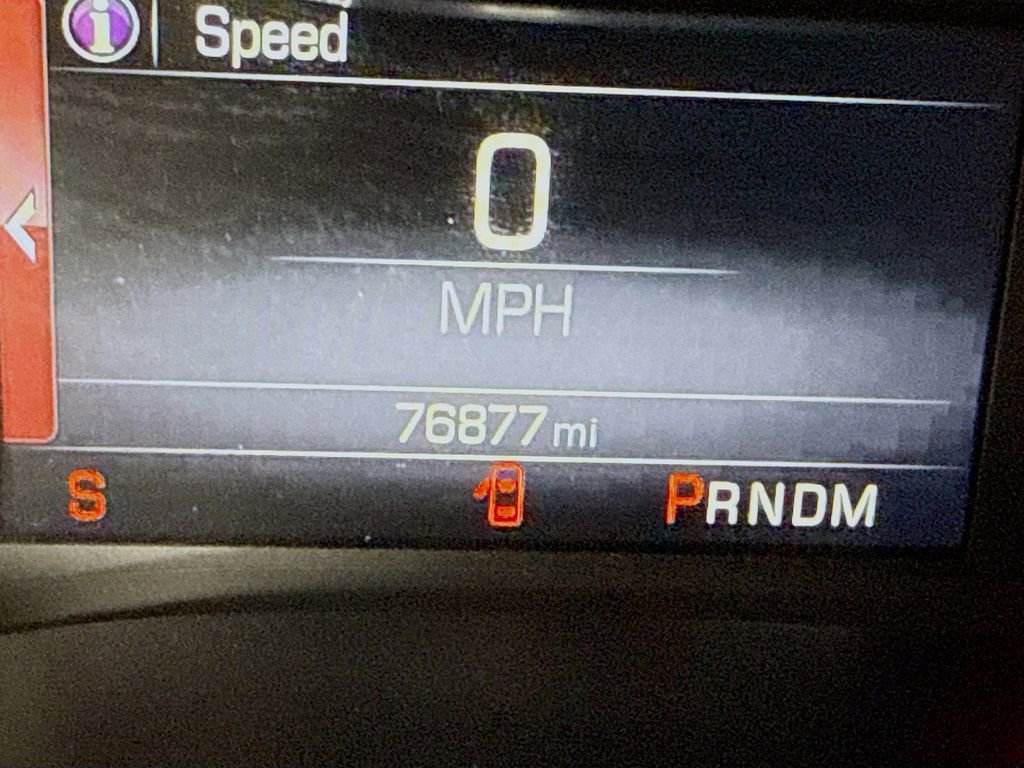 i Speed
0
MPH
76877 mi
S PRNDM